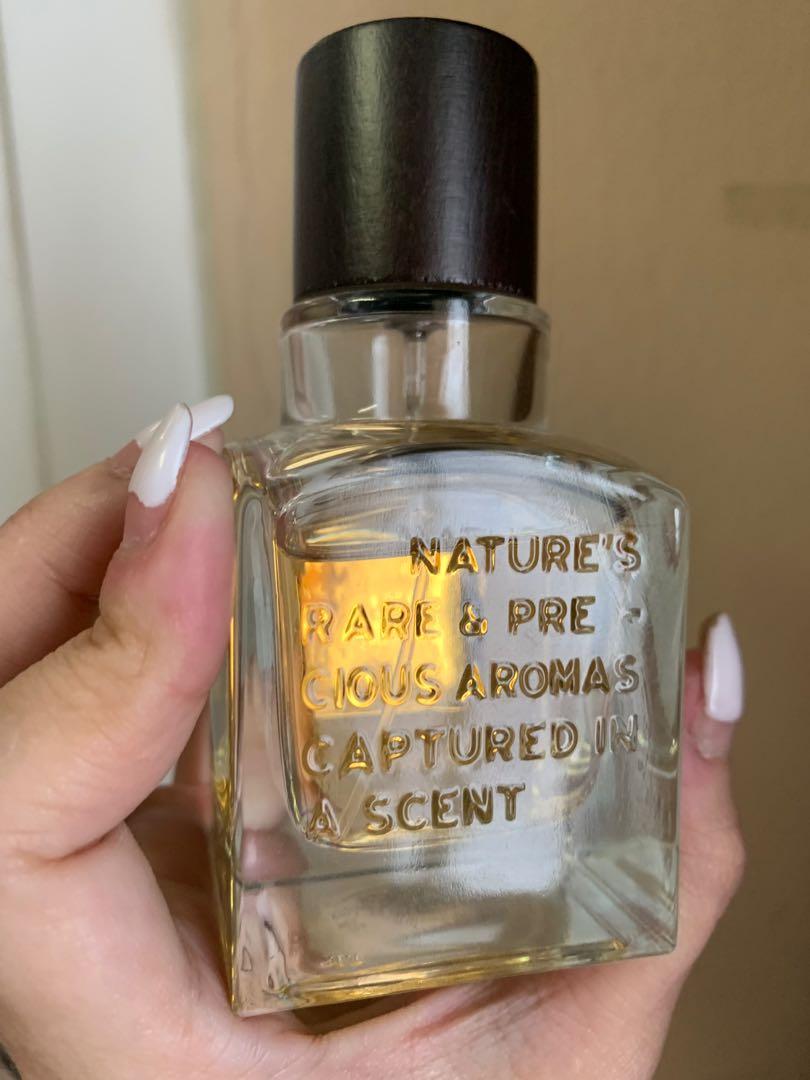 NATURE'S
RARE & PRE -
CIOUS AROMAS
CAPTURED IN
A SCENT